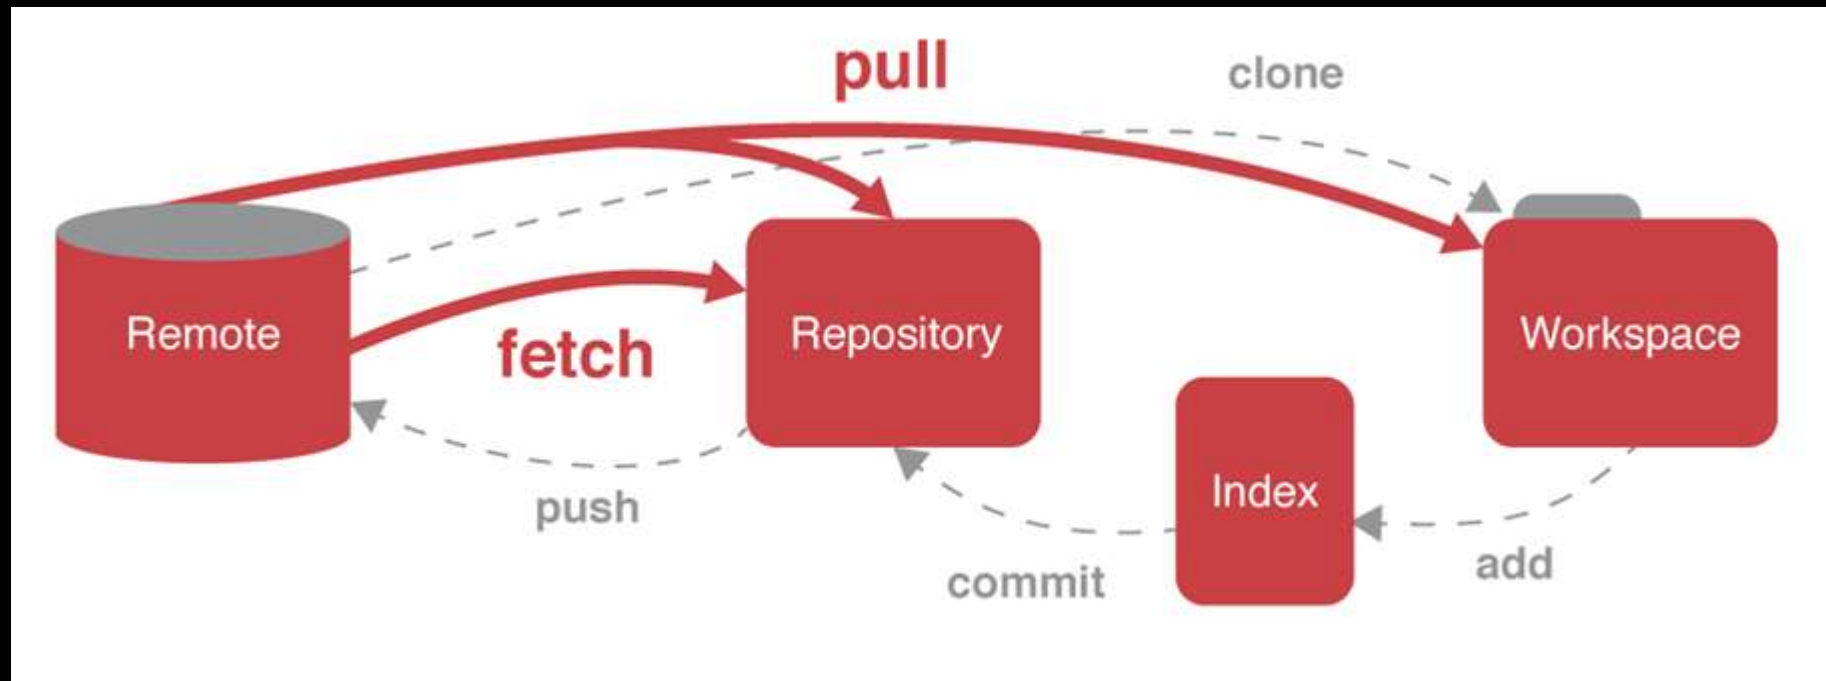 pull
clone
Remote
fetch
Repository
Workspace
Index
push
commit
add